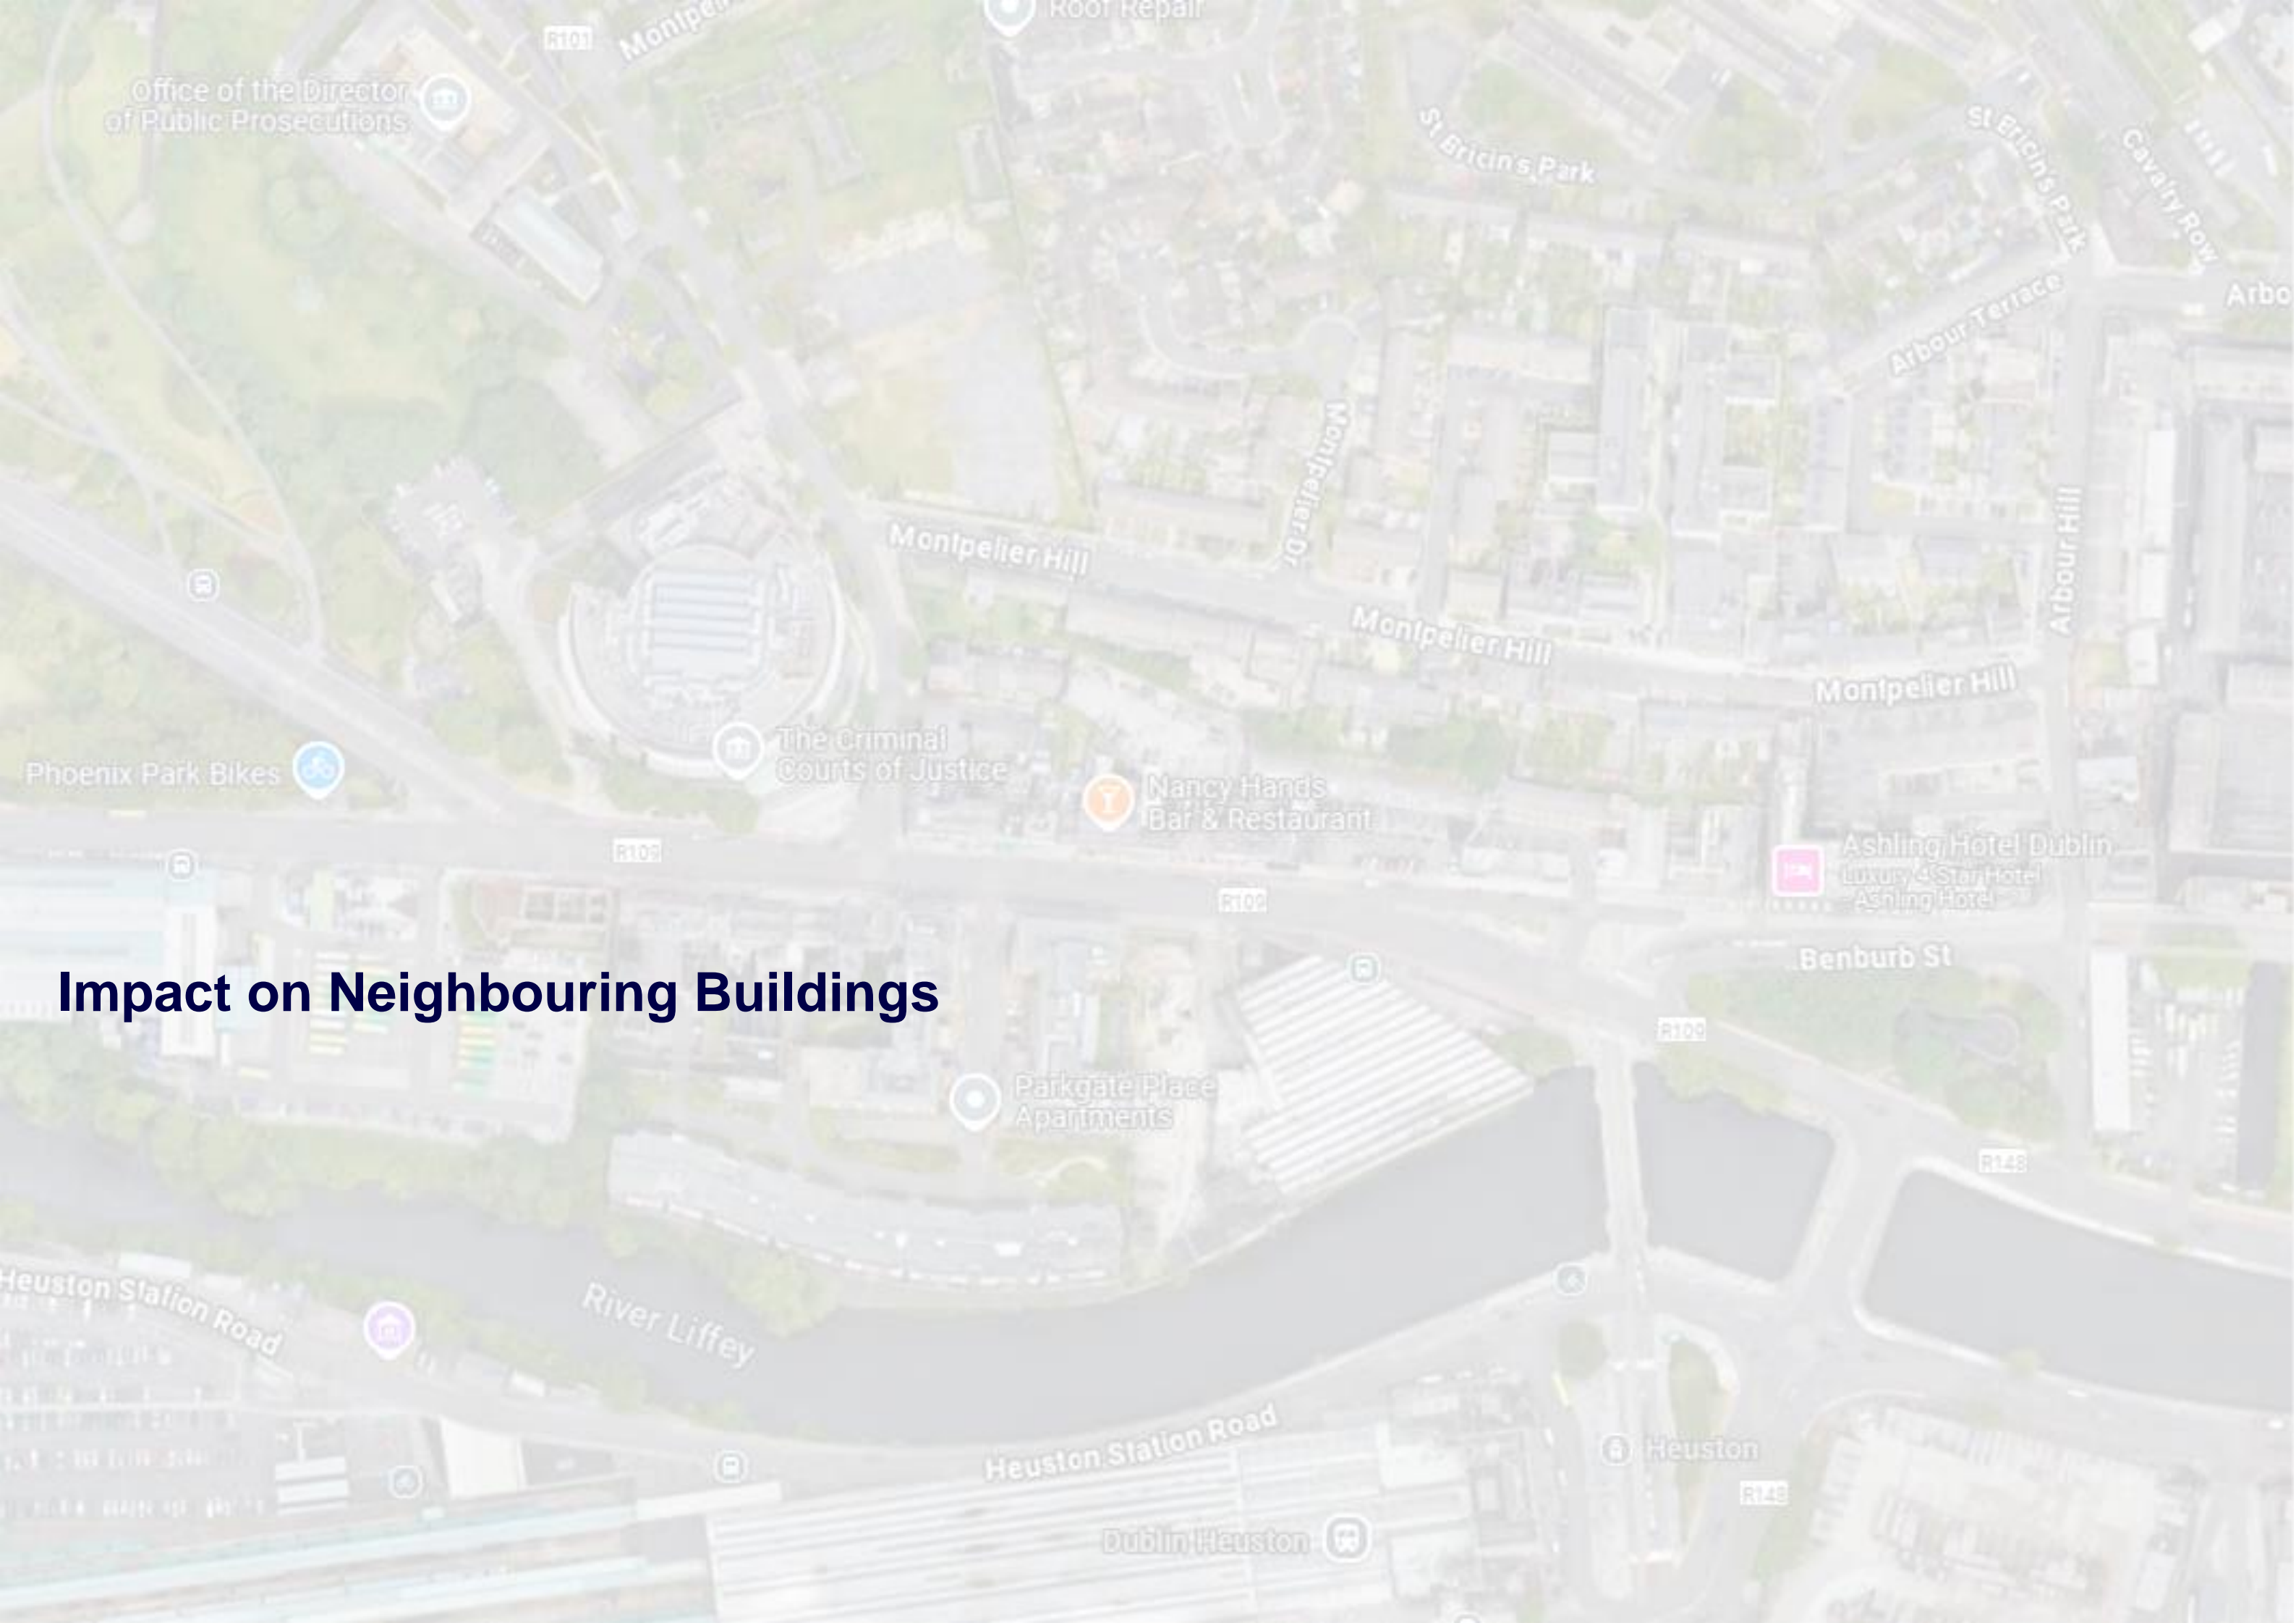 Roof Repair
R101
Montpel
Office of the Director
of Public Prosecutions
St Bricin's Park
St Bricin's Park
Cavalry Row
Arbo
Arbour Terrace
Montpelier Dr
Arbour Hill
Montpelier Hill
Montpelier Hill
Montpelier Hill
The Criminal
Courts of Justice
Phoenix Park Bikes
Nancy Hands
Bar & Restaurant
R109
R109
Ashling Hotel Dublin
Luxury 4 Star Hotel
- Ashling Hotel
Benburb St
Impact on Neighbouring Buildings
R109
Parkgate Place
Apartments
R148
Heuston Station Road
River Liffey
Heuston Station Road
Heuston
R148
Dublin Heuston